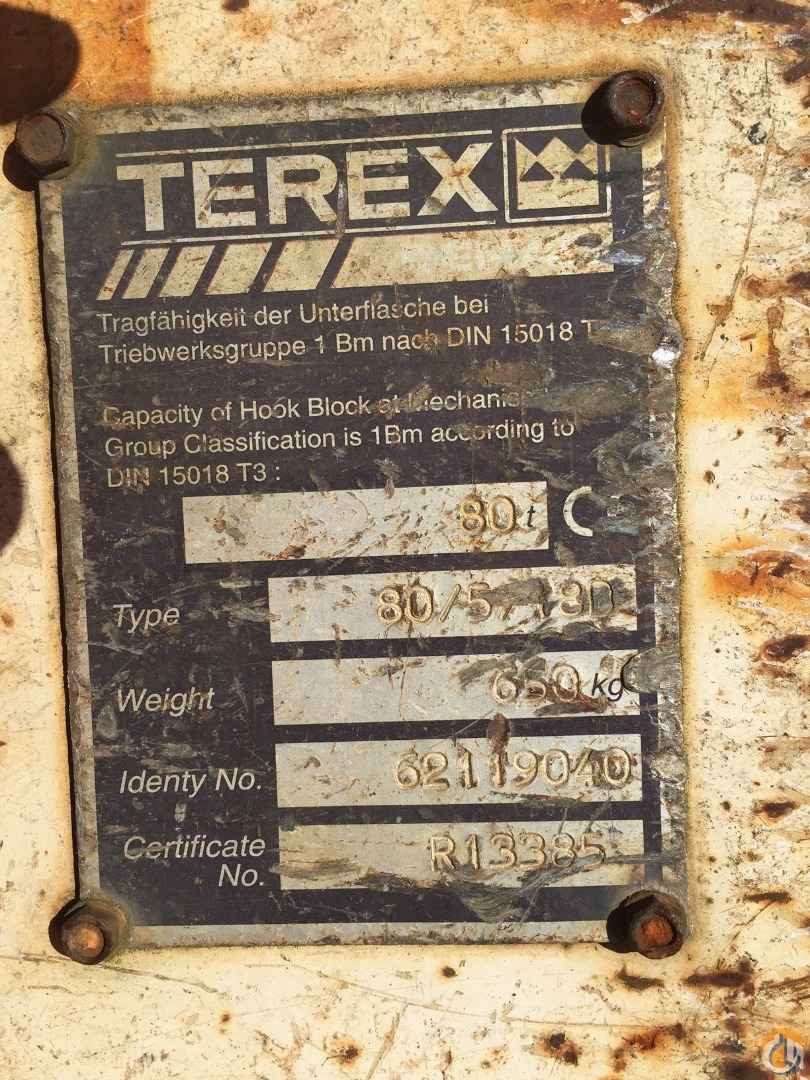 TEREX
Tragfähigkeit der Unterflasche bei
Triebwerksgruppe 1 Bm nach DIN 15018
Capacity of Hook Block at
Group Classification is 1Bm according to
DIN 15018 T3 :
80 t
Type
Weight 650 kg
Identy No. 62119040
Certificate R13385
No.